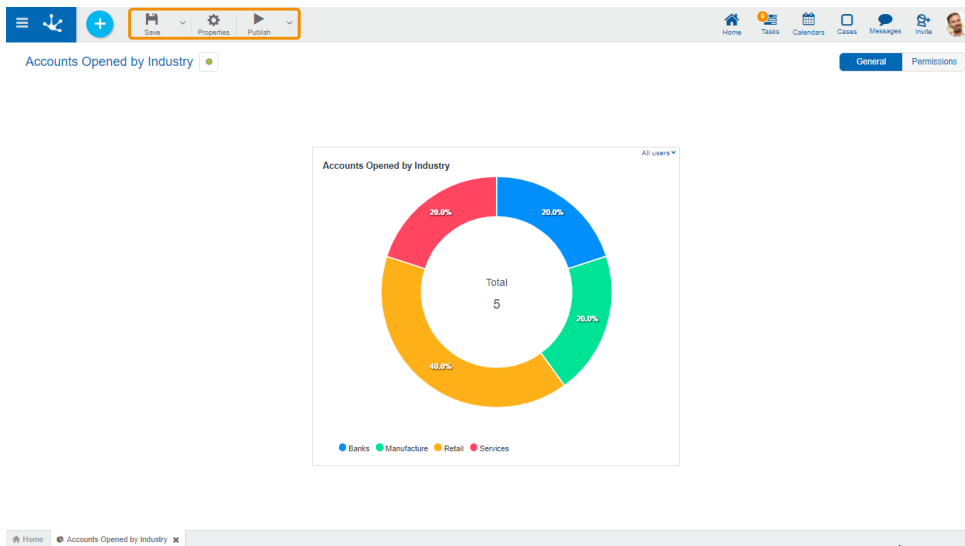 Save Properties Publish
9
Home Tasks Calendars Cases Messages Invite
Accounts Opened by Industry
General Permissions
All users
Accounts Opened by Industry
20.0% 20.0%
Total
5
20.0%
40.0%
Banks Manufacture Retail Services
Home Accounts Opened by Industry x